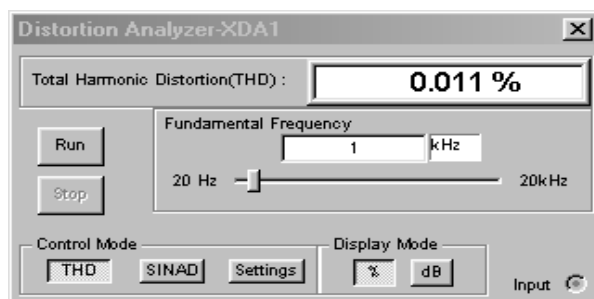 Distortion Analyzer-XDA1
Total Harmonic Distortion(THD) : 0.011 %
Fundamental Frequency
Run
1 kHz
20 Hz 20kHz
Stop
Control Mode Display Mode
THD SINAD Settings % dB
Input